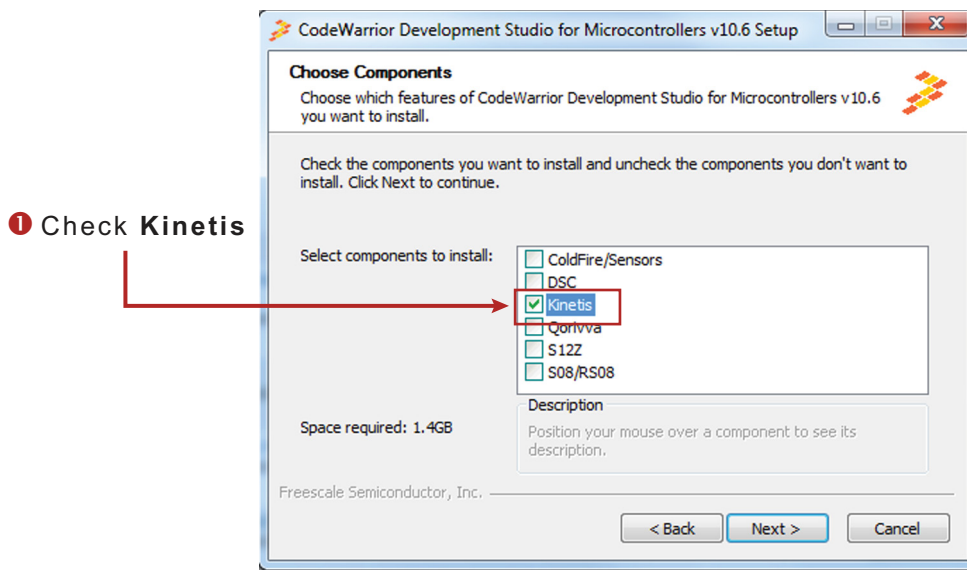 CodeWarrior Development Studio for Microcontrollers v10.6 Setup
Choose Components
Choose which features of CodeWarrior Development Studio for Microcontrollers v10.6
you want to install.
Check the components you want to install and uncheck the components you don't want to
install. Click Next to continue.
❶ Check Kinetis
Select components to install:
ColdFire/Sensors
DSC
Kinetis
Qorivva
S12Z
S08/RS08
Space required: 1.4GB
Description
Position your mouse over a component to see its
description.
Freescale Semiconductor, Inc.
< Back
Next >
Cancel